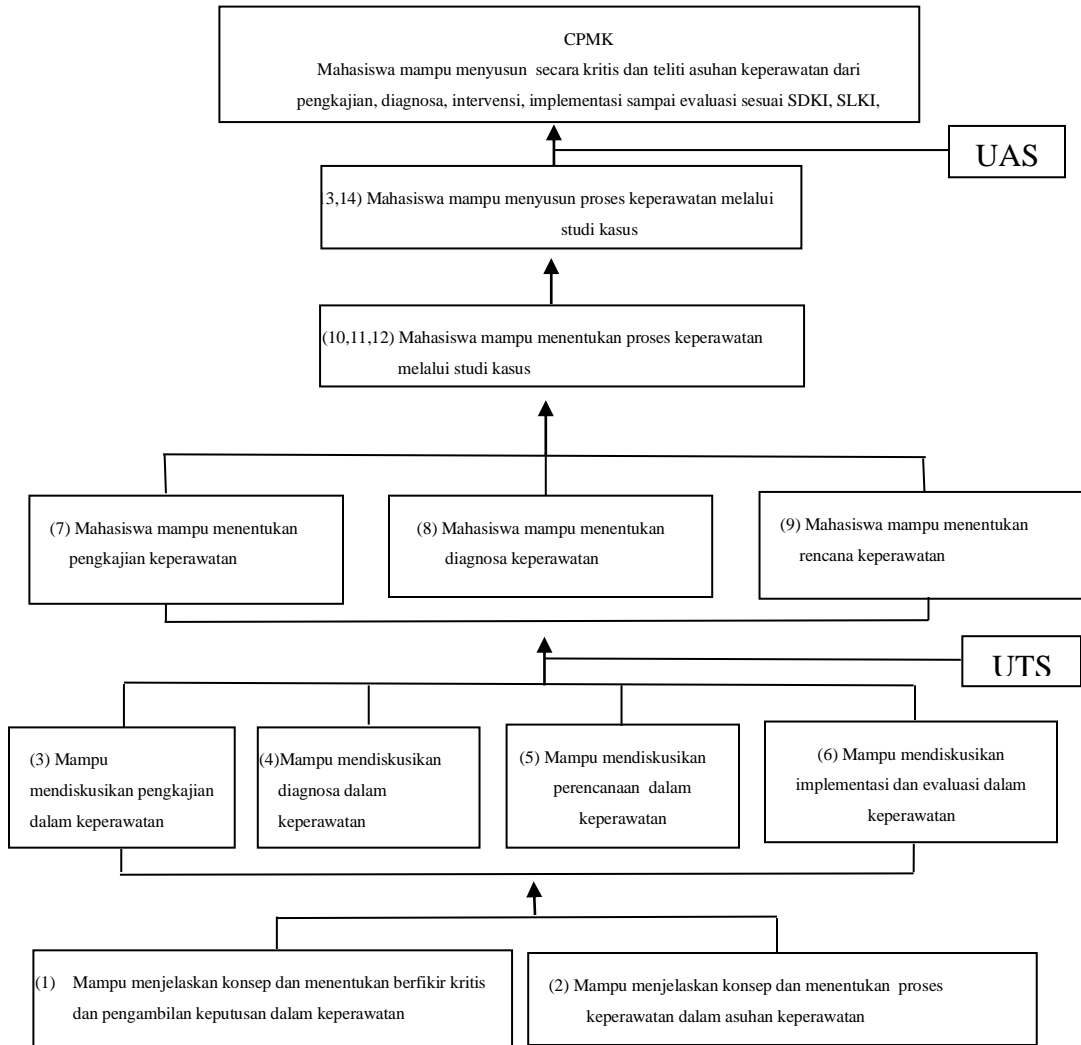 CPMK
Mahasiswa mampu menyusun secara kritis dan teliti asuhan keperawatan dari
pengkajian, diagnosa, intervensi, implementasi sampai evaluasi sesuai SDKI, SLKI,
UAS
3,14) Mahasiswa mampu menyusun proses keperawatan melalui
studi kasus
(10,11,12) Mahasiswa mampu menentukan proses keperawatan
melalui studi kasus
(7) Mahasiswa mampu menentukan
pengkajian keperawatan
(8) Mahasiswa mampu menentukan
diagnosa keperawatan
(9) Mahasiswa mampu menentukan
rencana keperawatan
UTS
(3) Mampu
mendiskusikan pengkajian
dalam keperawatan
(4)Mampu mendiskusikan
diagnosa dalam
keperawatan
(5) Mampu mendiskusikan
perencanaan dalam
keperawatan
(6) Mampu mendiskusikan
implementasi dan evaluasi dalam
keperawatan
(1) Mampu menjelaskan konsep dan menentukan berfikir kritis
dan pengambilan keputusan dalam keperawatan
(2) Mampu menjelaskan konsep dan menentukan proses
keperawatan dalam asuhan keperawatan